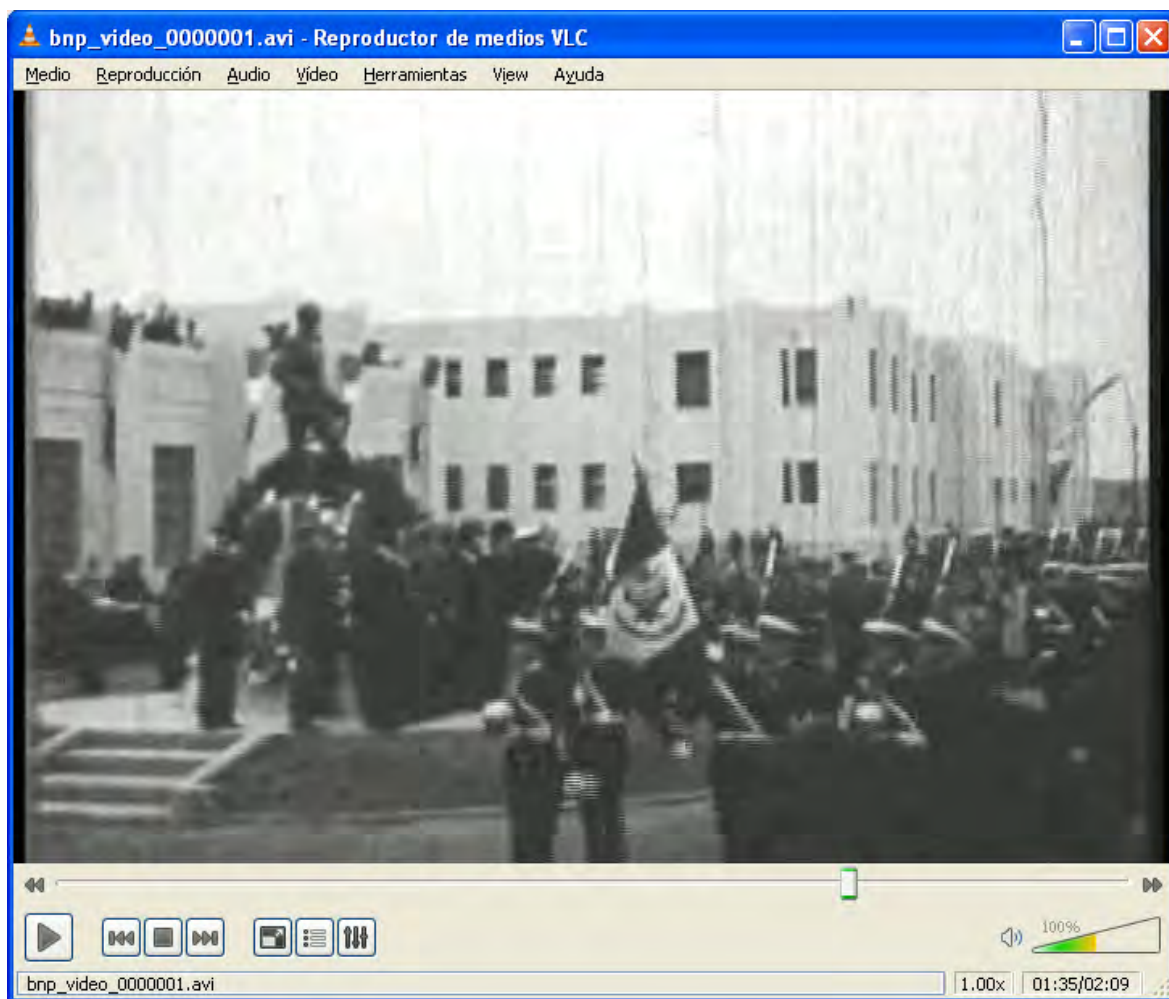 bnp_video_0000001.avi - Reproductor de medios VLC
Medio Reproducción Audio Vídeo Herramientas View Ayuda
100%
bnp_video_0000001.avi 1.00x 01:35/02:09